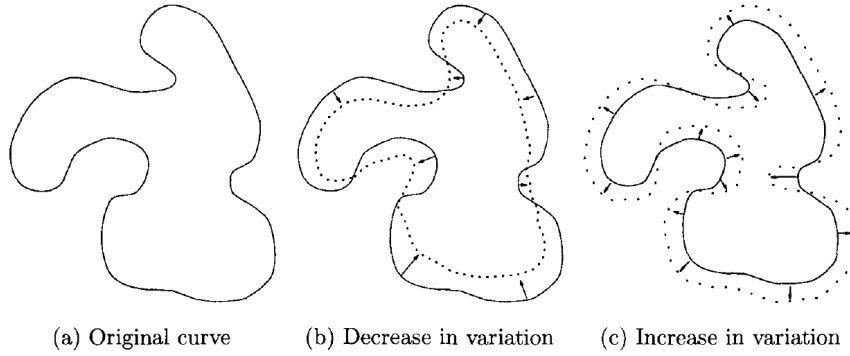 (a) Original curve
(b) Decrease in variation
(c) Increase in variation